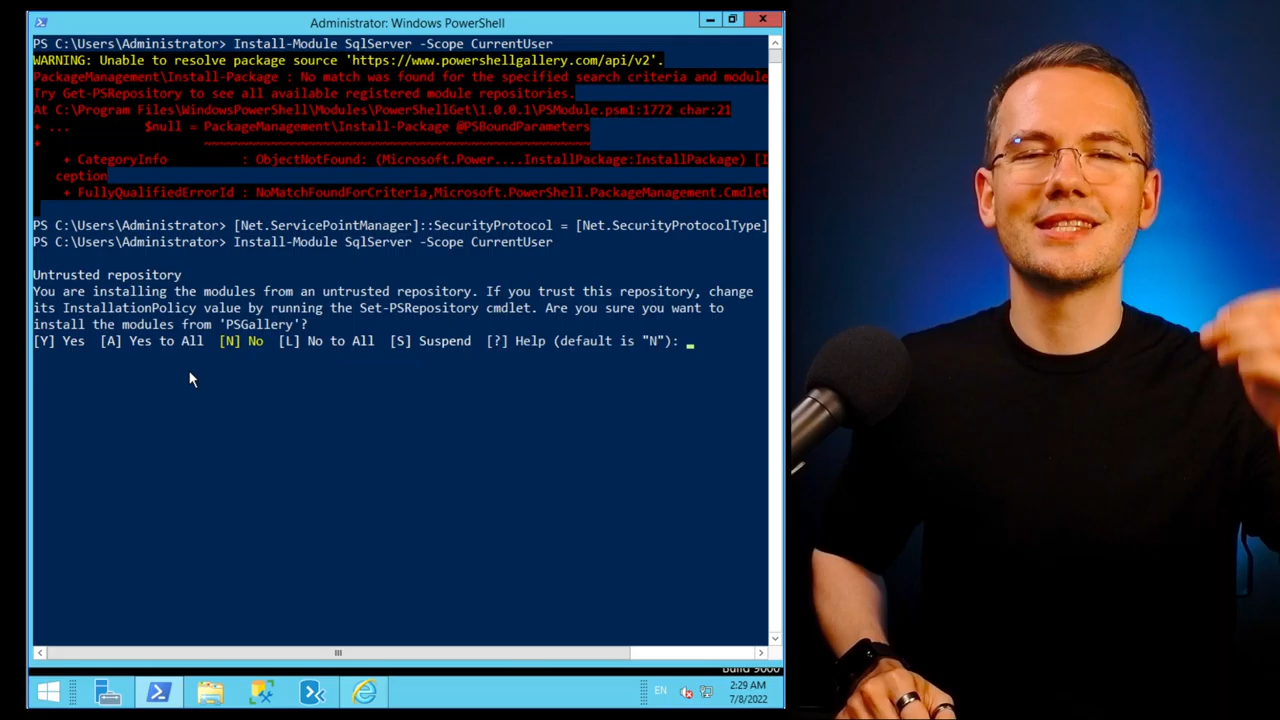 Administrator: Windows PowerShell
PS C:\Users\Administrator> Install-Module SqlServer -Scope CurrentUser
WARNING: Unable to resolve package source 'https://www.powershellgallery.com/api/v2'.
PackageManagement\Install-Package : No match was found for the specified search criteria and module
Try Get-PSRepository to see all available registered module repositories.
At C:\Program Files\WindowsPowerShell\Modules\PowerShellGet\1.0.0.1\PSModule.psm1:1772 char:21
+ ...          $null = PackageManagement\Install-Package @PSBoundParameters
+                      ~~~~~~~~~~~~~~~~~~~~~~~~~~~~~~~~~~~~~~~~~~~~~~~~~~~~
+ CategoryInfo          : ObjectNotFound: (Microsoft.Power....InstallPackage:InstallPackage) [I
ception
+ FullyQualifiedErrorId : NoMatchFoundForCriteria,Microsoft.PowerShell.PackageManagement.Cmdlet
PS C:\Users\Administrator> [Net.ServicePointManager]::SecurityProtocol = [Net.SecurityProtocolType]
PS C:\Users\Administrator> Install-Module SqlServer -Scope CurrentUser
Untrusted repository
You are installing the modules from an untrusted repository. If you trust this repository, change
its InstallationPolicy value by running the Set-PSRepository cmdlet. Are you sure you want to
install the modules from 'PSGallery'?
[Y] Yes  [A] Yes to All  [N] No  [L] No to All  [S] Suspend  [?] Help (default is "N"):
Build 9600
EN
2:29 AM
7/8/2022